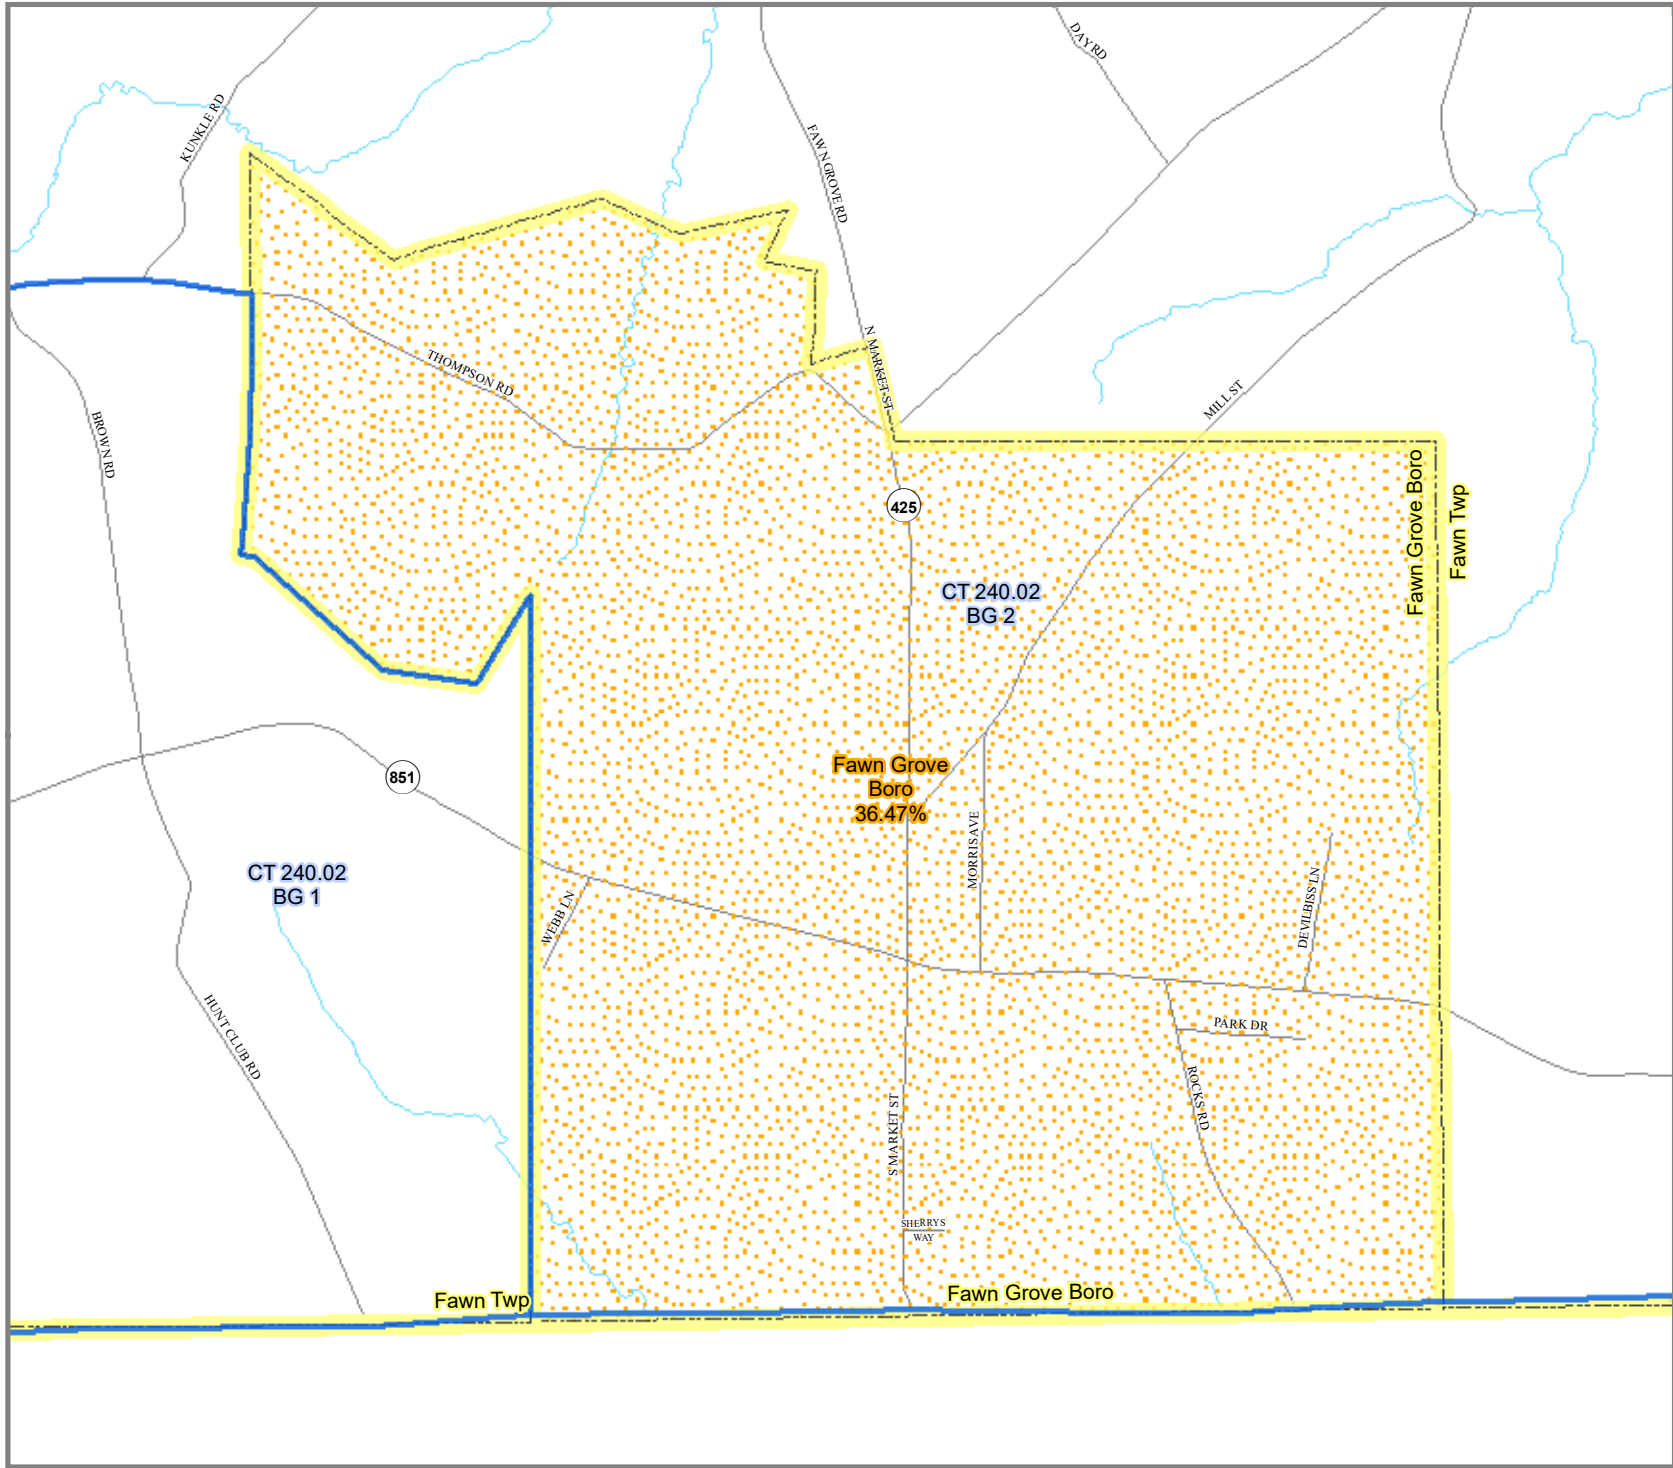 DAY RD
KUNKLE RD
FAWN GROVE RD
N MARKET ST
THOMPSON RD
MILL ST
BROWN RD
Fawn Grove Boro
Fawn Twp
425
CT 240.02
BG 2
Fawn Grove
Boro
36.47%
851
MORRIS AVE
CT 240.02
BG 1
WEBB LN
DEVILBISS LN
HUNT CLUB RD
PARK DR
ROCKS RD
S MARKET ST
SHERRYS
WAY
Fawn Twp
Fawn Grove Boro